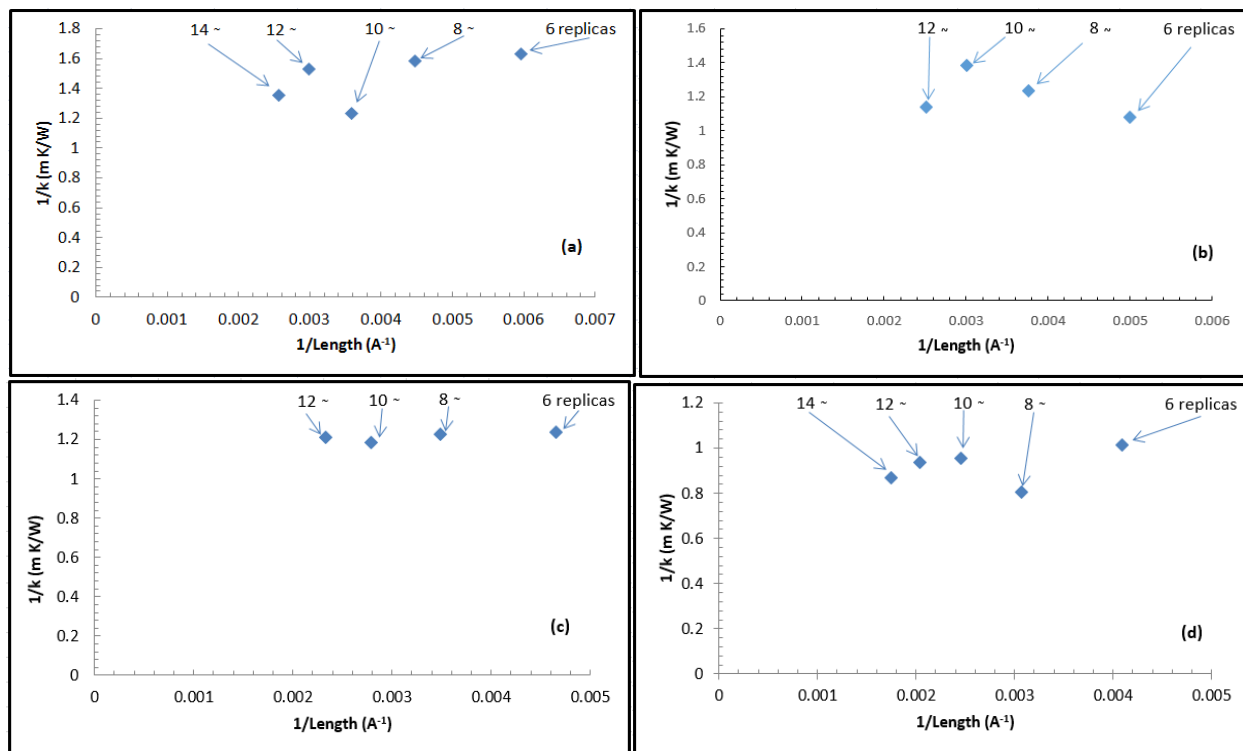 14 ~ 12 ~ 10 ~ 8 ~ 6 replicas
1.8
1.6
1.4
1.2
1
0.8
0.6
0.4
0.2
0
1/k (m K/W)
(a)
0 0.001 0.002 0.003 0.004 0.005 0.006 0.007
1/Length (A⁻¹)
12 ~ 10 ~ 8 ~ 6 replicas
1.6
1.4
1.2
1
0.8
0.6
0.4
0.2
0
1/k (m K/W)
(b)
0 0.001 0.002 0.003 0.004 0.005 0.006
1/Length (A⁻¹)
12 ~ 10 ~ 8 ~ 6 replicas
1.4
1.2
1
0.8
0.6
0.4
0.2
0
1/k (m K/W)
(c)
0 0.001 0.002 0.003 0.004 0.005
1/Length (A⁻¹)
14 ~ 12 ~ 10 ~ 8 ~ 6 replicas
1.2
1
0.8
0.6
0.4
0.2
0
1/k (m K/W)
(d)
0 0.001 0.002 0.003 0.004 0.005
1/Length (A⁻¹)